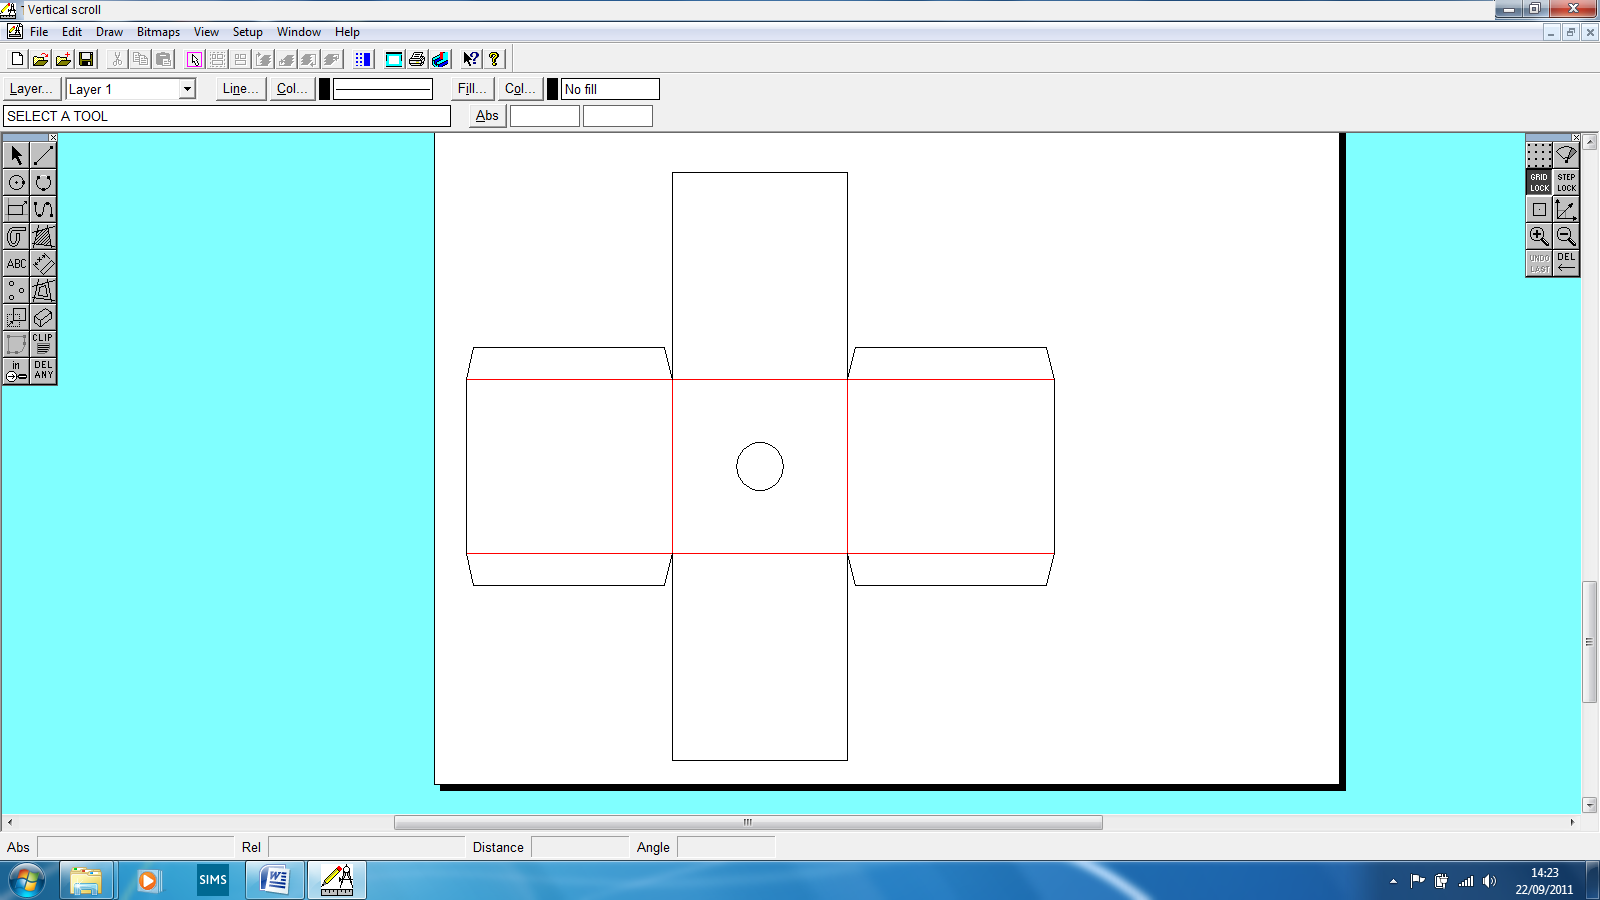 Vertical scroll
File Edit Draw Bitmaps View Setup Window Help
Layer... Layer 1 Line... Col... Fill... Col... No fill
SELECT A TOOL Abs
GRID LOCK STEP LOCK
UNDO LAST DEL
ABC
CLIP
in DEL ANY
Abs Rel Distance Angle
SIMS W
14:23
22/09/2011